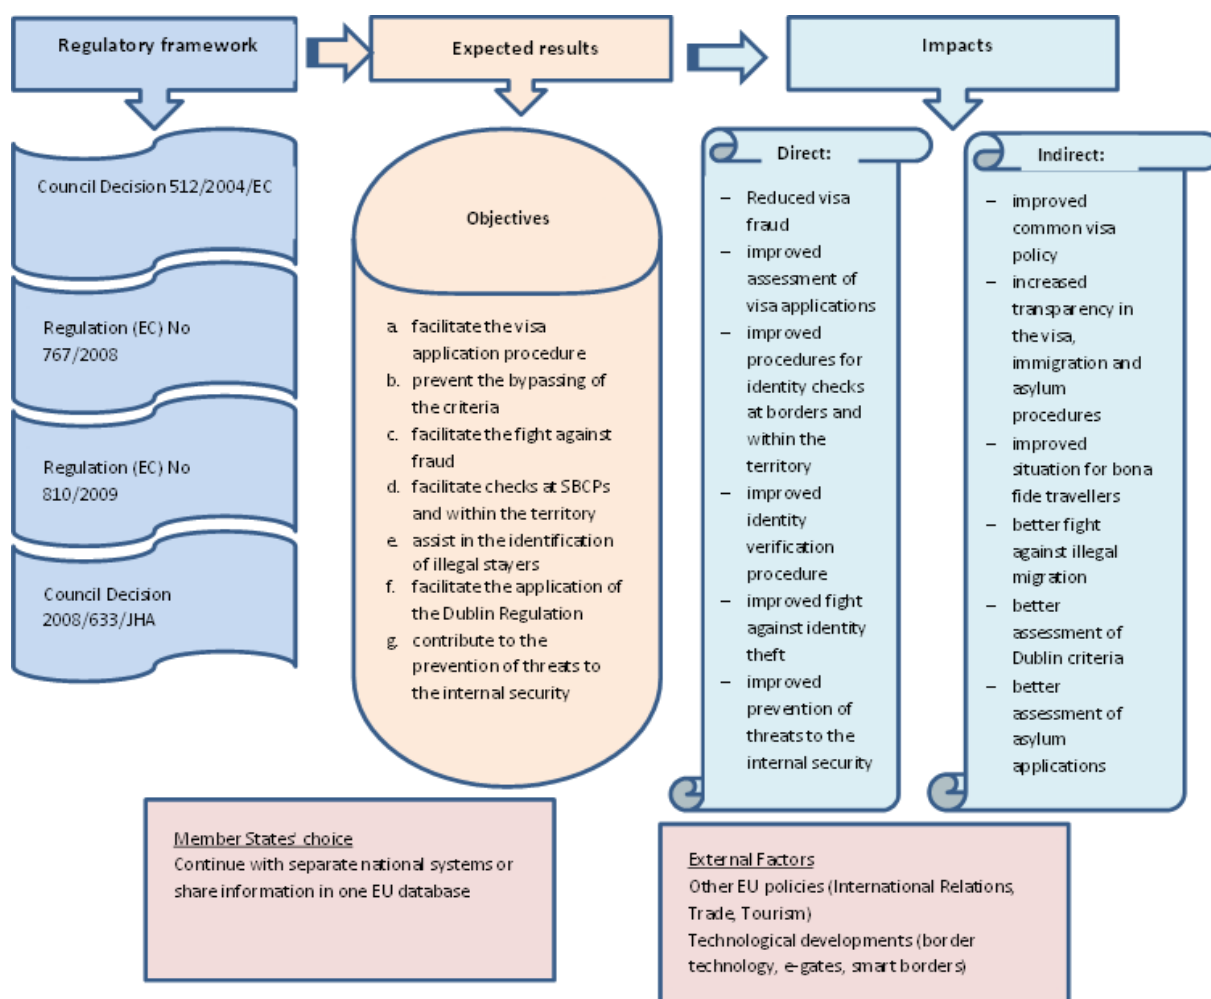 Regulatory framework
Expected results
Impacts
Council Decision 512/2004/EC
Regulation (EC) No
767/2008
Regulation (EC) No
810/2009
Council Decision
2008/633/JHA
Objectives
a. facilitate the visa
application procedure
b. prevent the bypassing of
the criteria
c. facilitate the fight against
fraud
d. facilitate checks at SBCPs
and within the territory
e. assist in the identification
of illegal stayers
f. facilitate the application of
the Dublin Regulation
g. contribute to the
prevention of threats to
the internal security
Direct:
– Reduced visa
fraud
– improved
assessment of
visa applications
– improved
procedures for
identity checks
at borders and
within the
territory
– improved
identity
verification
procedure
– improved fight
against identity
theft
– improved
prevention of
threats to the
internal security
Indirect:
– improved
common visa
policy
– increased
transparency in
the visa,
immigration and
asylum
procedures
– improved
situation for bona
fide travellers
– better fight
against illegal
migration
– better
assessment of
Dublin criteria
– better
assessment of
asylum
applications
Member States' choice
Continue with separate national systems or
share information in one EU database
External Factors
Other EU policies (International Relations,
Trade, Tourism)
Technological developments (border
technology, e-gates, smart borders)